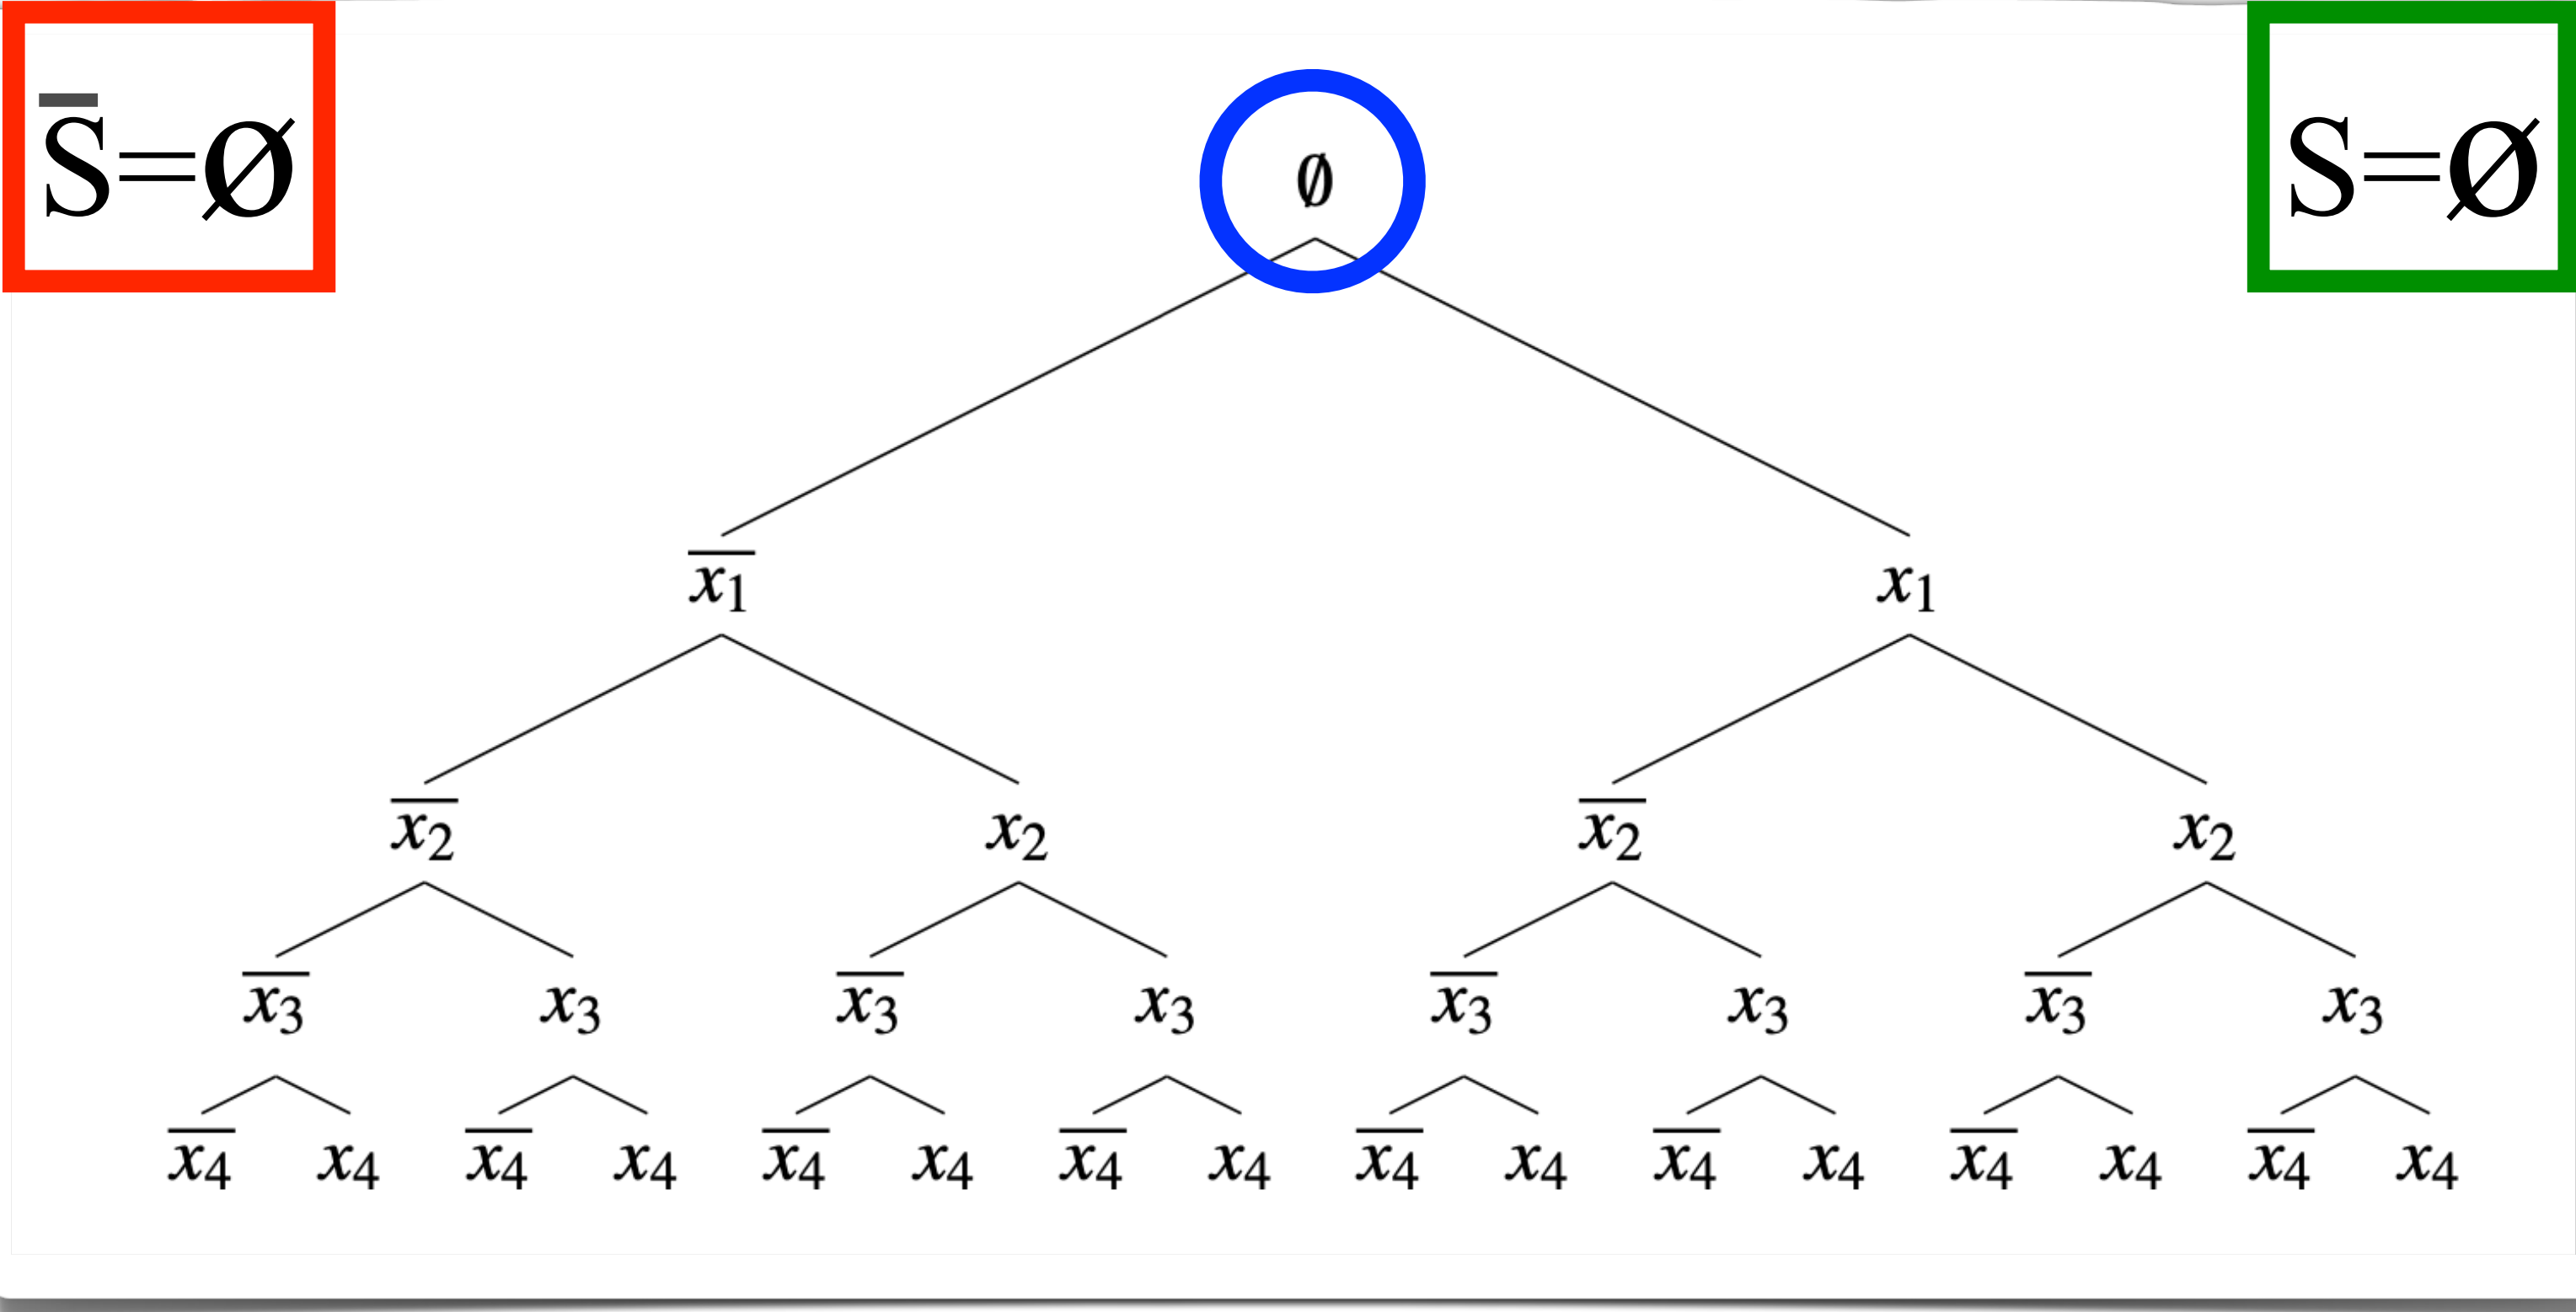 S̅=Ø
∅
S=Ø
x̅₁ x₁
x̅₂ x₂ x̅₂ x₂
x̅₃ x₃ x̅₃ x₃ x̅₃ x₃ x̅₃ x₃
x̅₄ x₄ x̅₄ x₄ x̅₄ x₄ x̅₄ x₄ x̅₄ x₄ x̅₄ x₄ x̅₄ x₄ x̅₄ x₄